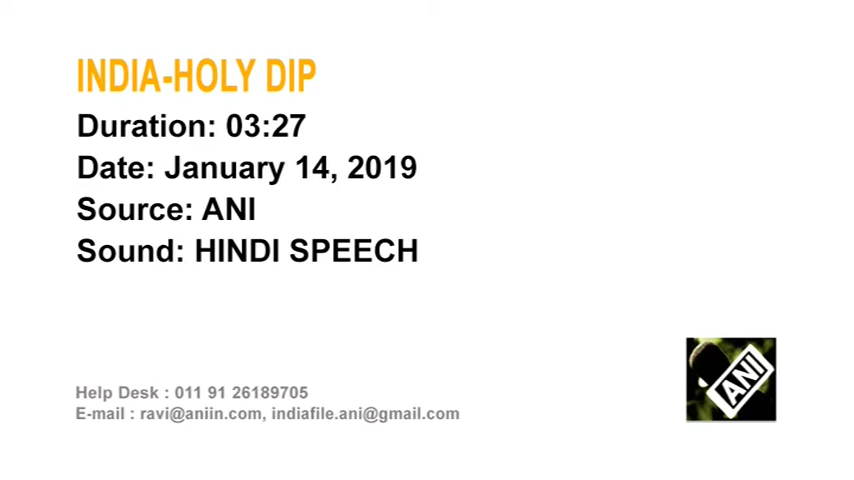 INDIA-HOLY DIP
Duration: 03:27
Date: January 14, 2019
Source: ANI
Sound: HINDI SPEECH
Help Desk : 011 91 26189705
E-mail : ravi@aniin.com, indiafile.ani@gmail.com
ANI